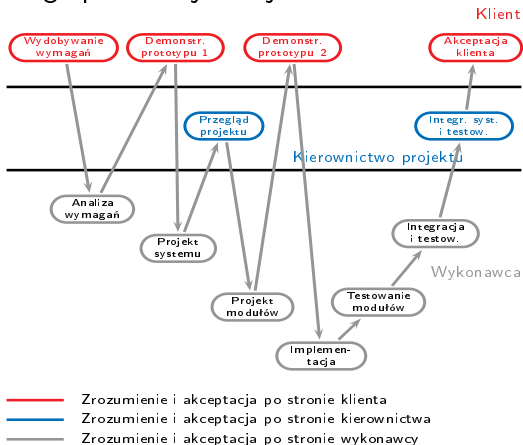 Klient
Wydobywanie
wymagań
Demonstr.
prototypu 1
Demonstr.
prototypu 2
Akceptacja
klienta
Przegląd
projektu
Integr. syst.
i testow.
Kierownictwo projektu
Analiza
wymagań
Projekt
systemu
Integracja
i testow.
Wykonawca
Projekt
modułów
Testowanie
modułów
Implemen-
tacja
Zrozumienie i akceptacja po stronie klienta
Zrozumienie i akceptacja po stronie kierownictwa
Zrozumienie i akceptacja po stronie wykonawcy